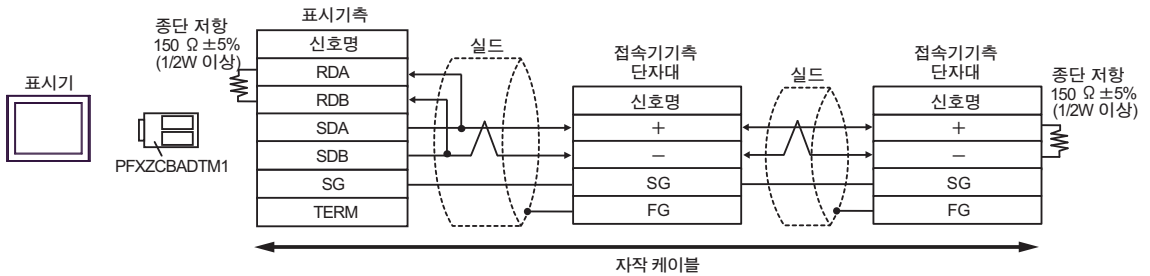 표시기
PFXZCBADTM1
종단 저항
150 Ω ±5%
(1/2W 이상)
표시기측
신호명
RDA
RDB
SDA
SDB
SG
TERM
실드
접속기기측
단자대
신호명
+
−
SG
FG
실드
접속기기측
단자대
신호명
+
−
SG
FG
종단 저항
150 Ω ±5%
(1/2W 이상)
자작 케이블